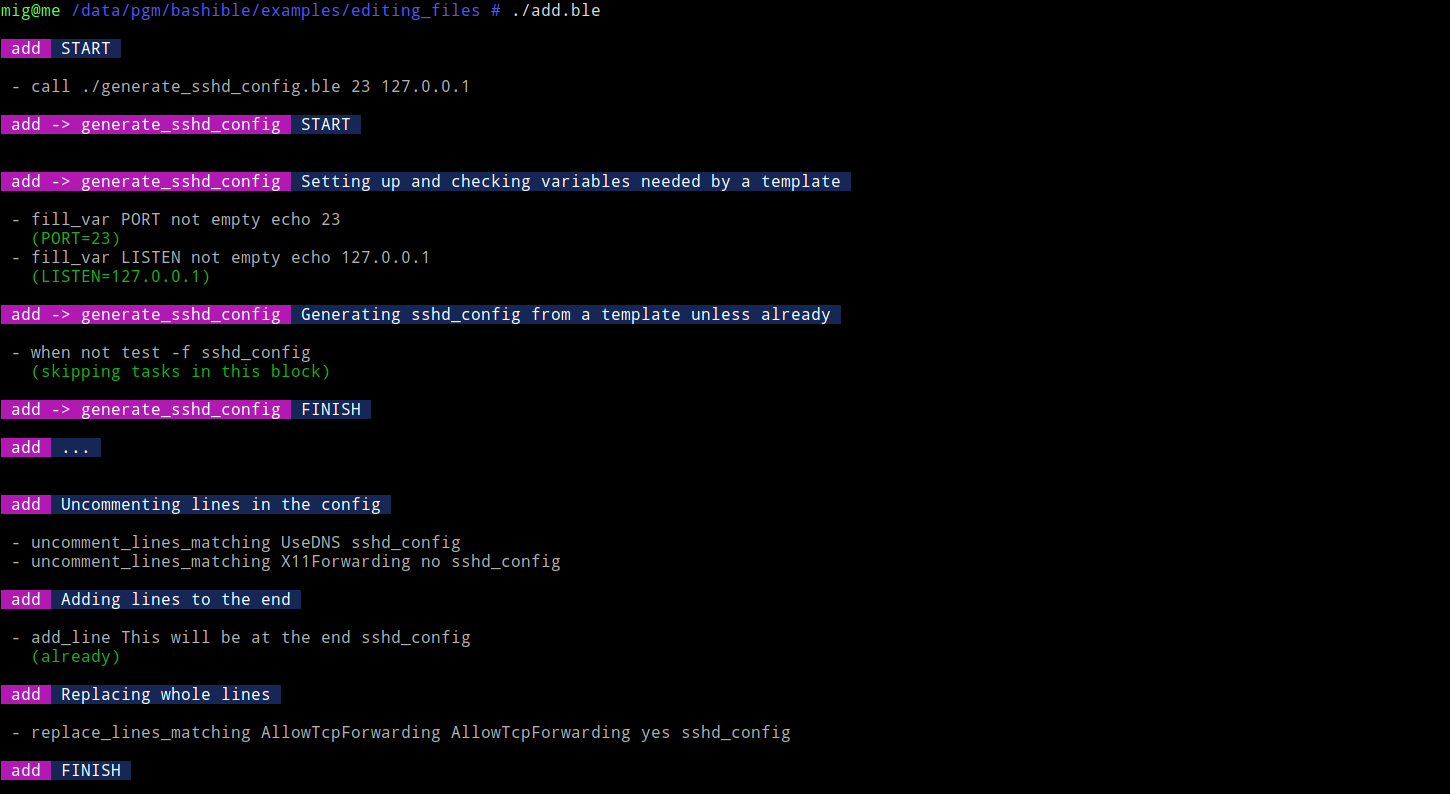 mig@me /data/pgm/bashible/examples/editing_files # ./add.ble
add START
- call ./generate_sshd_config.ble 23 127.0.0.1
add -> generate_sshd_config START
add -> generate_sshd_config Setting up and checking variables needed by a template
- fill_var PORT not empty echo 23
(PORT=23)
- fill_var LISTEN not empty echo 127.0.0.1
(LISTEN=127.0.0.1)
add -> generate_sshd_config Generating sshd_config from a template unless already
- when not test -f sshd_config
(skipping tasks in this block)
add -> generate_sshd_config FINISH
add ...
add Uncommenting lines in the config
- uncomment_lines_matching UseDNS sshd_config
- uncomment_lines_matching X11Forwarding no sshd_config
add Adding lines to the end
- add_line This will be at the end sshd_config
(already)
add Replacing whole lines
- replace_lines_matching AllowTcpForwarding AllowTcpForwarding yes sshd_config
add FINISH